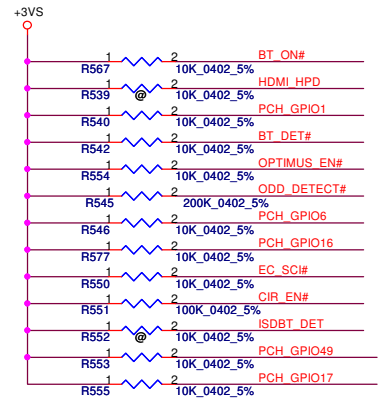 +3VS
1 2 BT_ON#
R567 10K_0402_5%
1 2 HDMI_HPD
R539 @ 10K_0402_5%
1 2 PCH_GPIO1
R540 10K_0402_5%
1 2 BT_DET#
R542 10K_0402_5%
1 2 OPTIMUS_EN#
R554 10K_0402_5%
1 2 ODD_DETECT#
R545 200K_0402_5%
1 2 PCH_GPIO6
R546 10K_0402_5%
1 2 PCH_GPIO16
R577 10K_0402_5%
1 2 EC_SCI#
R550 10K_0402_5%
1 2 CIR_EN#
R551 100K_0402_5%
1 2 ISDBT_DET
R552 @ 10K_0402_5%
1 2 PCH_GPIO49
R553 10K_0402_5%
1 2 PCH_GPIO17
R555 10K_0402_5%